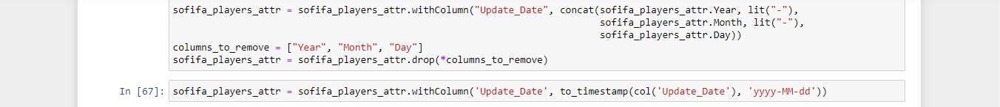 sofifa_players_attr = sofifa_players_attr.withColumn("Update_Date", concat(sofifa_players_attr.Year, lit("-"),
sofifa_players_attr.Month, lit("-"),
sofifa_players_attr.Day))
columns_to_remove = ["Year", "Month", "Day"]
sofifa_players_attr = sofifa_players_attr.drop(*columns_to_remove)
In [67]: sofifa_players_attr = sofifa_players_attr.withColumn('Update_Date', to_timestamp(col('Update_Date'), 'yyyy-MM-dd'))